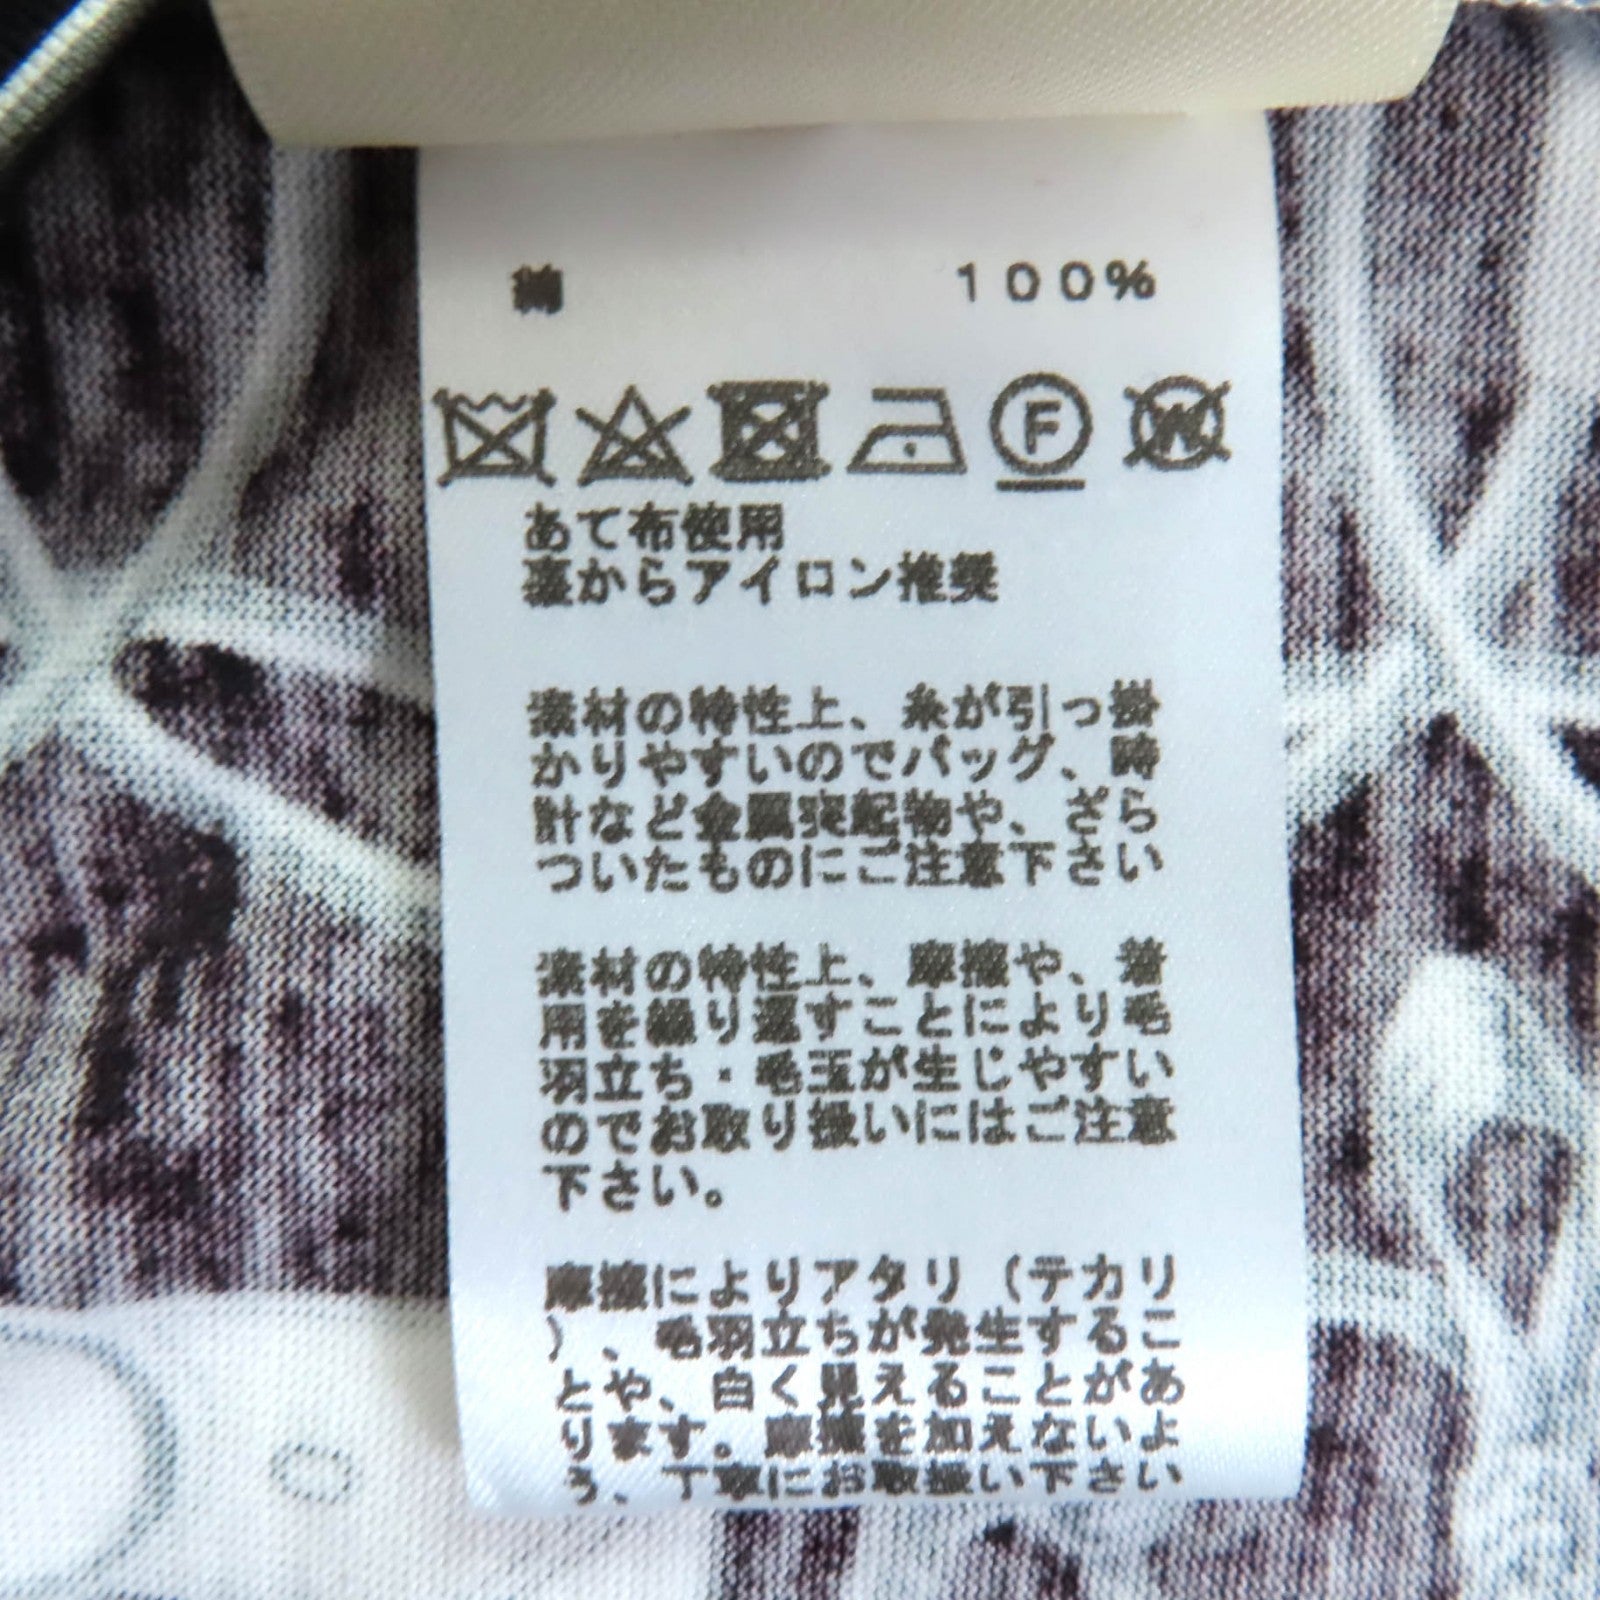 綿 100%
F W
あて布使用
裏からアイロン推奨
素材の特性上、糸が引っ掛
かりやすいのでバッグ、時
計など金属突起物や、ざら
ついたものにご注意下さい
素材の特性上、摩擦や、着
用を繰り返すことにより毛
羽立ち・毛玉が生じやすい
のでお取り扱いにはご注意
下さい。
摩擦によりアタリ（テカリ
）、毛羽立ちが発生するこ
とや、白く見えることがあ
ります。摩擦を加えないよ
う、丁寧にお取扱い下さい